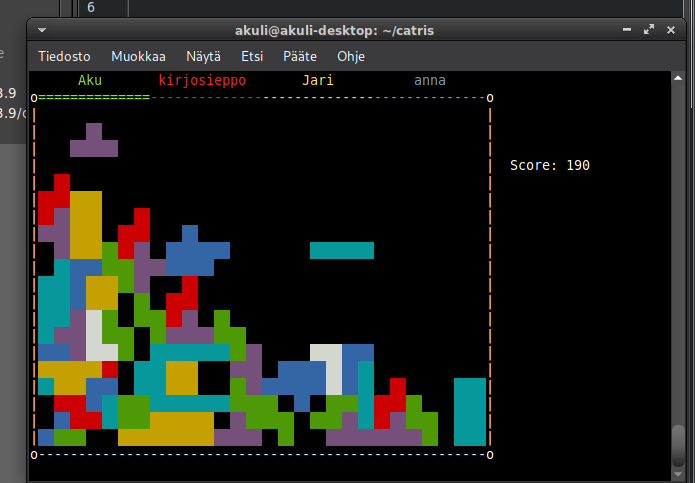 6
e
3.9
3.9/c
akuli@akuli-desktop: ~/catris
Tiedosto Muokkaa Näytä Etsi Pääte Ohje
Aku kirjosieppo Jari anna
o==============------------------------------------------o
Score: 190
o--------------------------------------------------------o